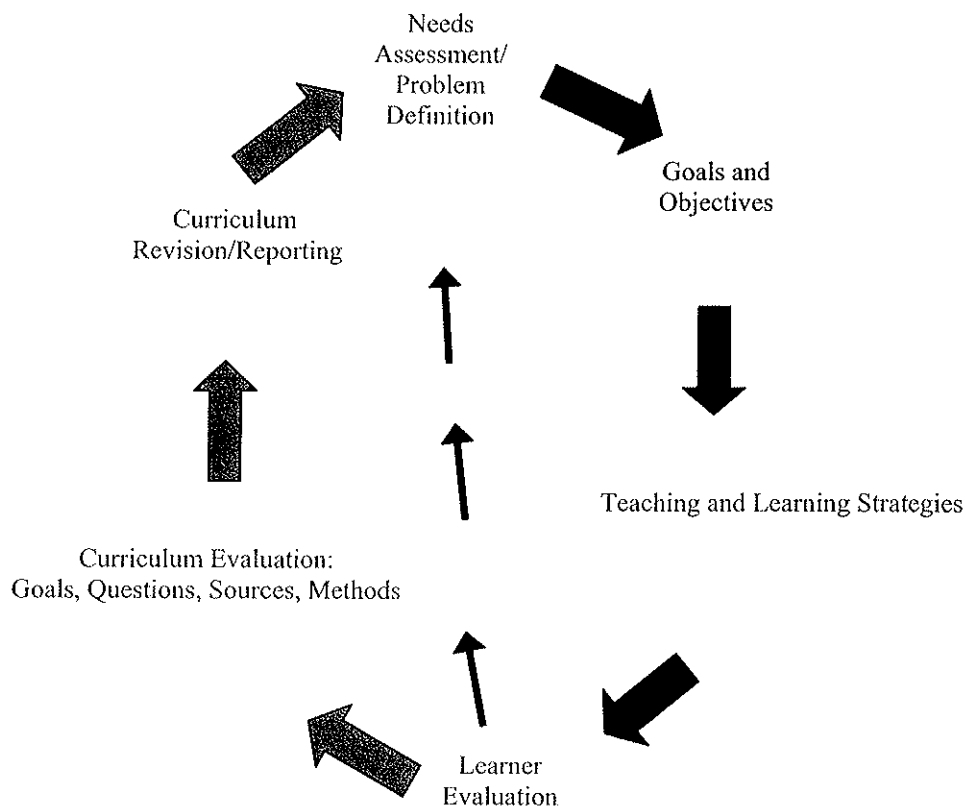 Needs
Assessment/
Problem
Definition
Goals and
Objectives
Curriculum
Revision/Reporting
Teaching and Learning Strategies
Curriculum Evaluation:
Goals, Questions, Sources, Methods
Learner
Evaluation